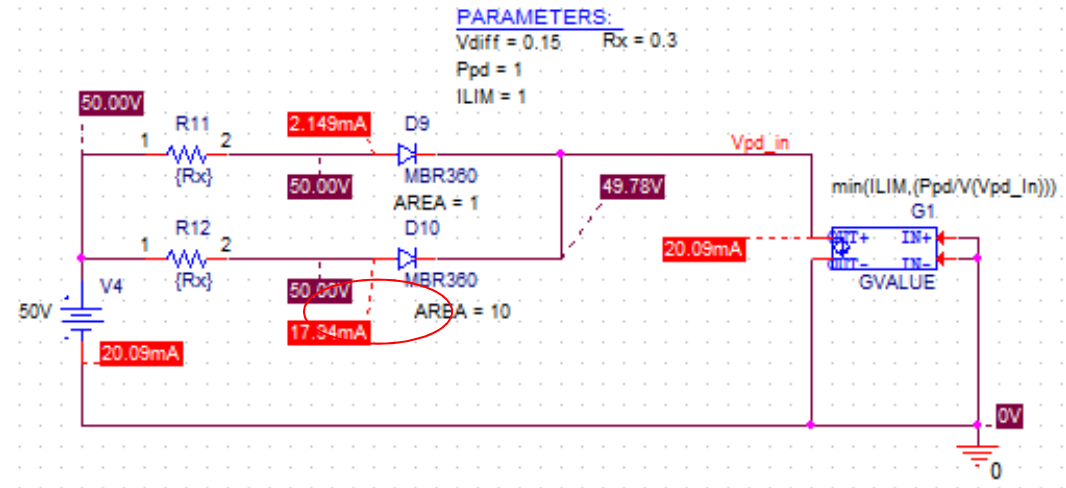 PARAMETERS:
Vdiff = 0.15 Rx = 0.3
Ppd = 1
ILIM = 1
50.00V
R11
2.149mA
D9
1
2
Vpd_in
{Rx}
50.00V
MBR360
49.78V
min(ILIM,(Ppd/V(Vpd_In)))
AREA = 1
G1
R12
D10
20.09mA
OUT+ IN+
1
2
OUT- IN-
V4
{Rx}
50.00V
MBR360
GVALUE
50V
AREA = 10
17.94mA
20.09mA
0V
0